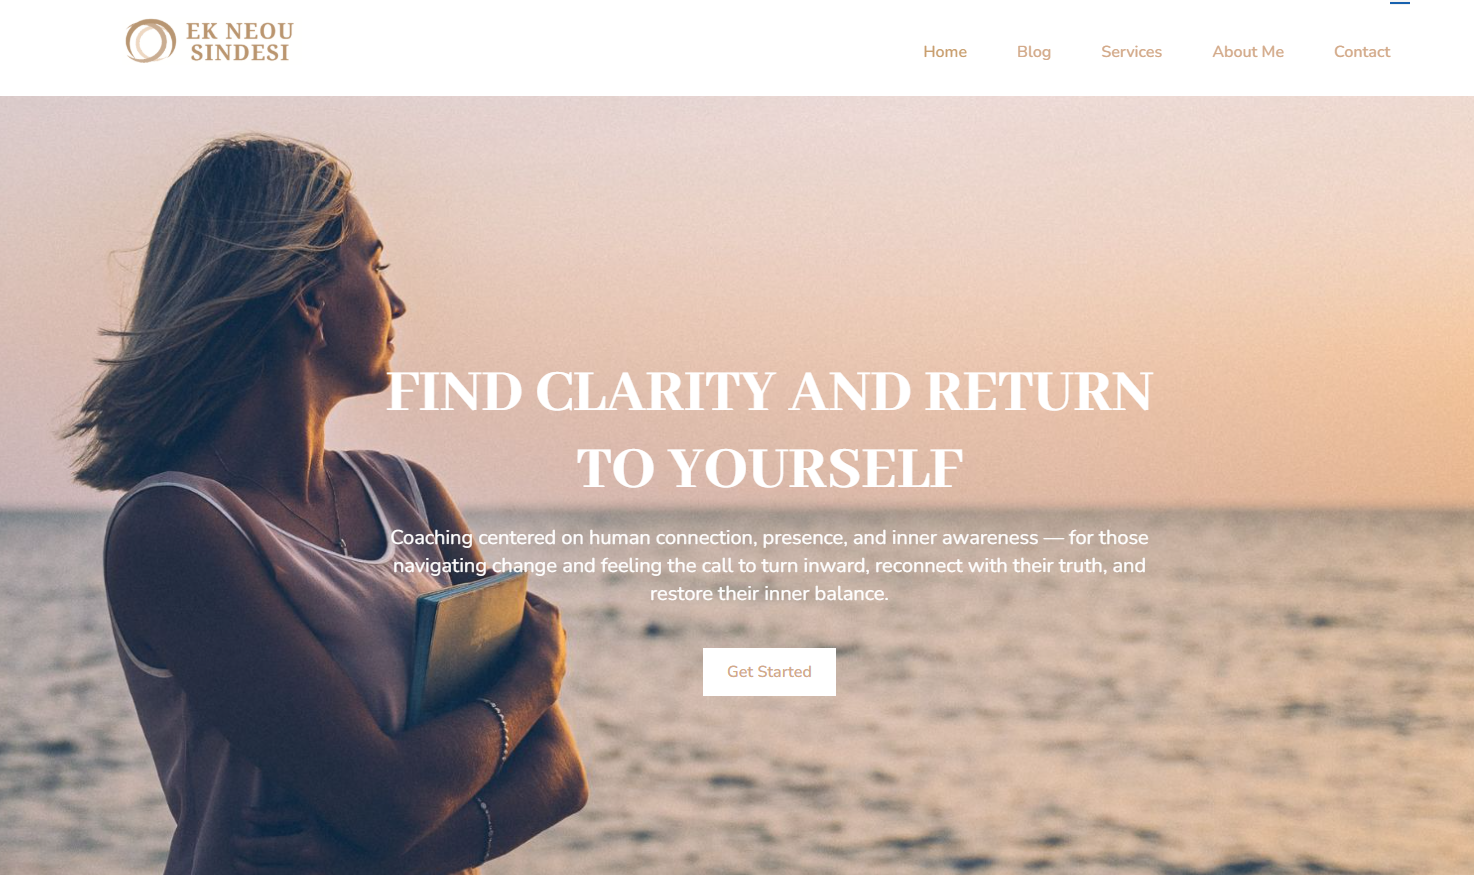 EK NEOU
SINDESI
Home
Blog
Services
About Me
Contact
FIND CLARITY AND RETURN
TO YOURSELF
Coaching centered on human connection, presence, and inner awareness — for those
navigating change and feeling the call to turn inward, reconnect with their truth, and
restore their inner balance.
Get Started